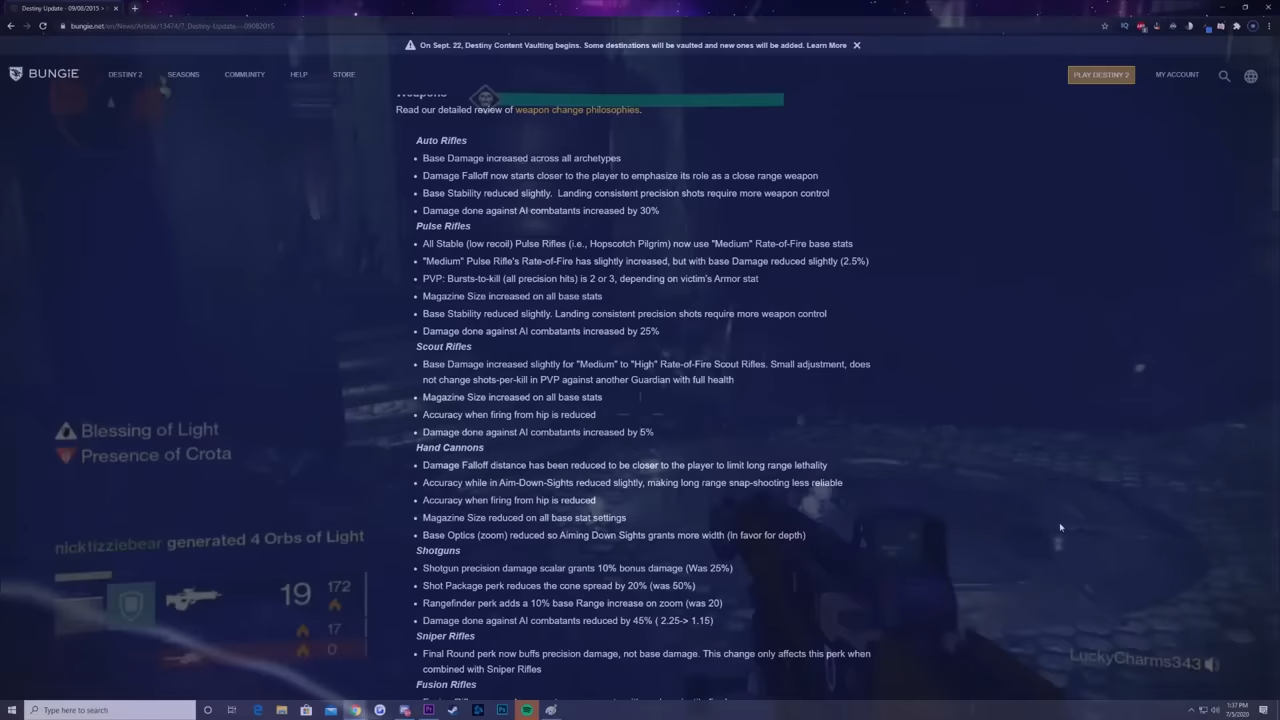 Destiny Update - 09/08/2015
bungie.net/en/News/Article/13474/7_Destiny-Update---09082015
On Sept. 22, Destiny Content Vaulting begins. Some destinations will be vaulted and new ones will be added. Learn More
BUNGIE
DESTINY 2
SEASONS
COMMUNITY
HELP
STORE
PLAY DESTINY 2
MY ACCOUNT
Weapons
Read our detailed review of weapon change philosophies.
Auto Rifles
• Base Damage increased across all archetypes
• Damage Falloff now starts closer to the player to emphasize its role as a close range weapon
• Base Stability reduced slightly. Landing consistent precision shots require more weapon control
• Damage done against AI combatants increased by 30%
Pulse Rifles
• All Stable (low recoil) Pulse Rifles (i.e., Hopscotch Pilgrim) now use "Medium" Rate-of-Fire base stats
• "Medium" Pulse Rifle's Rate-of-Fire has slightly increased, but with base Damage reduced slightly (2.5%)
• PVP: Bursts-to-kill (all precision hits) is 2 or 3, depending on victim's Armor stat
• Magazine Size increased on all base stats
• Base Stability reduced slightly. Landing consistent precision shots require more weapon control
• Damage done against AI combatants increased by 25%
Scout Rifles
• Base Damage increased slightly for "Medium" to "High" Rate-of-Fire Scout Rifles. Small adjustment, does
not change shots-per-kill in PVP against another Guardian with full health
• Magazine Size increased on all base stats
• Accuracy when firing from hip is reduced
• Damage done against AI combatants increased by 5%
Hand Cannons
• Damage Falloff distance has been reduced to be closer to the player to limit long range lethality
• Accuracy while in Aim-Down-Sights reduced slightly, making long range snap-shooting less reliable
• Accuracy when firing from hip is reduced
• Magazine Size reduced on all base stat settings
• Base Optics (zoom) reduced so Aiming Down Sights grants more width (in favor for depth)
Shotguns
• Shotgun precision damage scalar grants 10% bonus damage (Was 25%)
• Shot Package perk reduces the cone spread by 20% (was 50%)
• Rangefinder perk adds a 10% base Range increase on zoom (was 20)
• Damage done against AI combatants reduced by 45% ( 2.25-> 1.15)
Sniper Rifles
• Final Round perk now buffs precision damage, not base damage. This change only affects this perk when
combined with Sniper Rifles
Fusion Rifles
Blessing of Light
Presence of Crota
nicktizziebear generated 4 Orbs of Light
19
172
17
0
LuckyCharms343
Type here to search
1:37 PM
7/5/2020